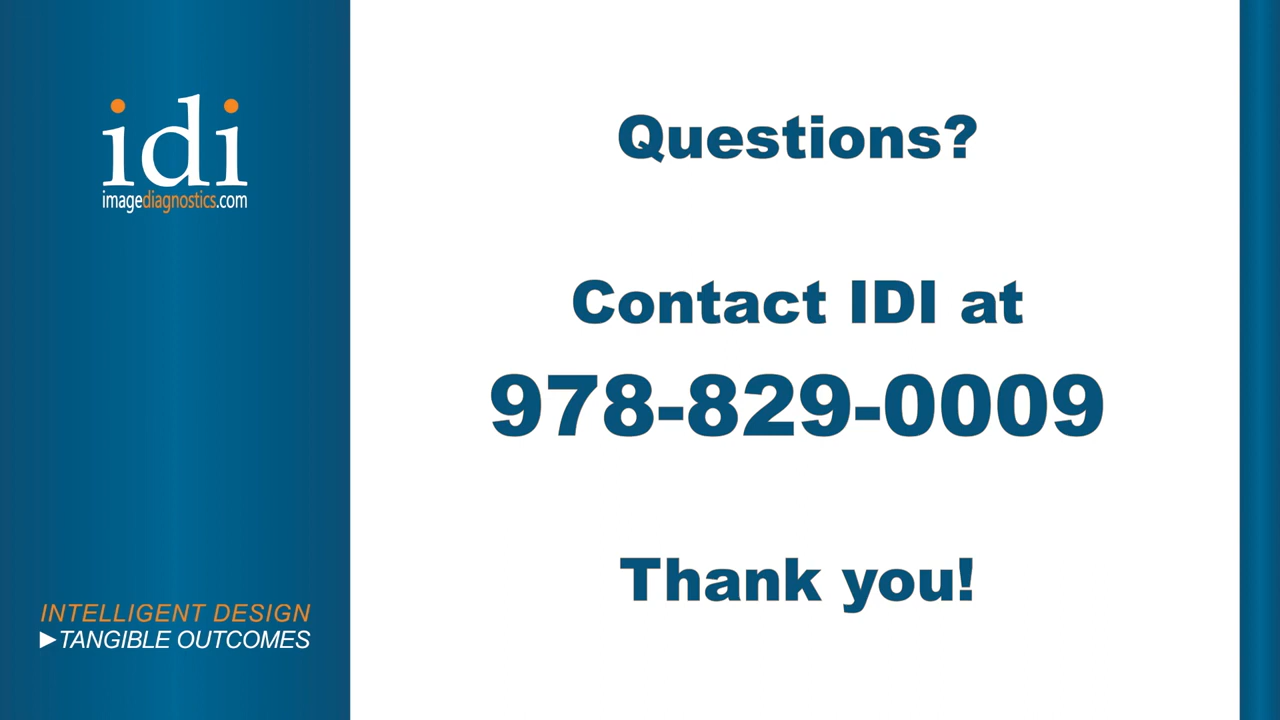 idi
imagediagnostics.com
INTELLIGENT DESIGN
►TANGIBLE OUTCOMES
Questions?
Contact IDI at
978-829-0009
Thank you!